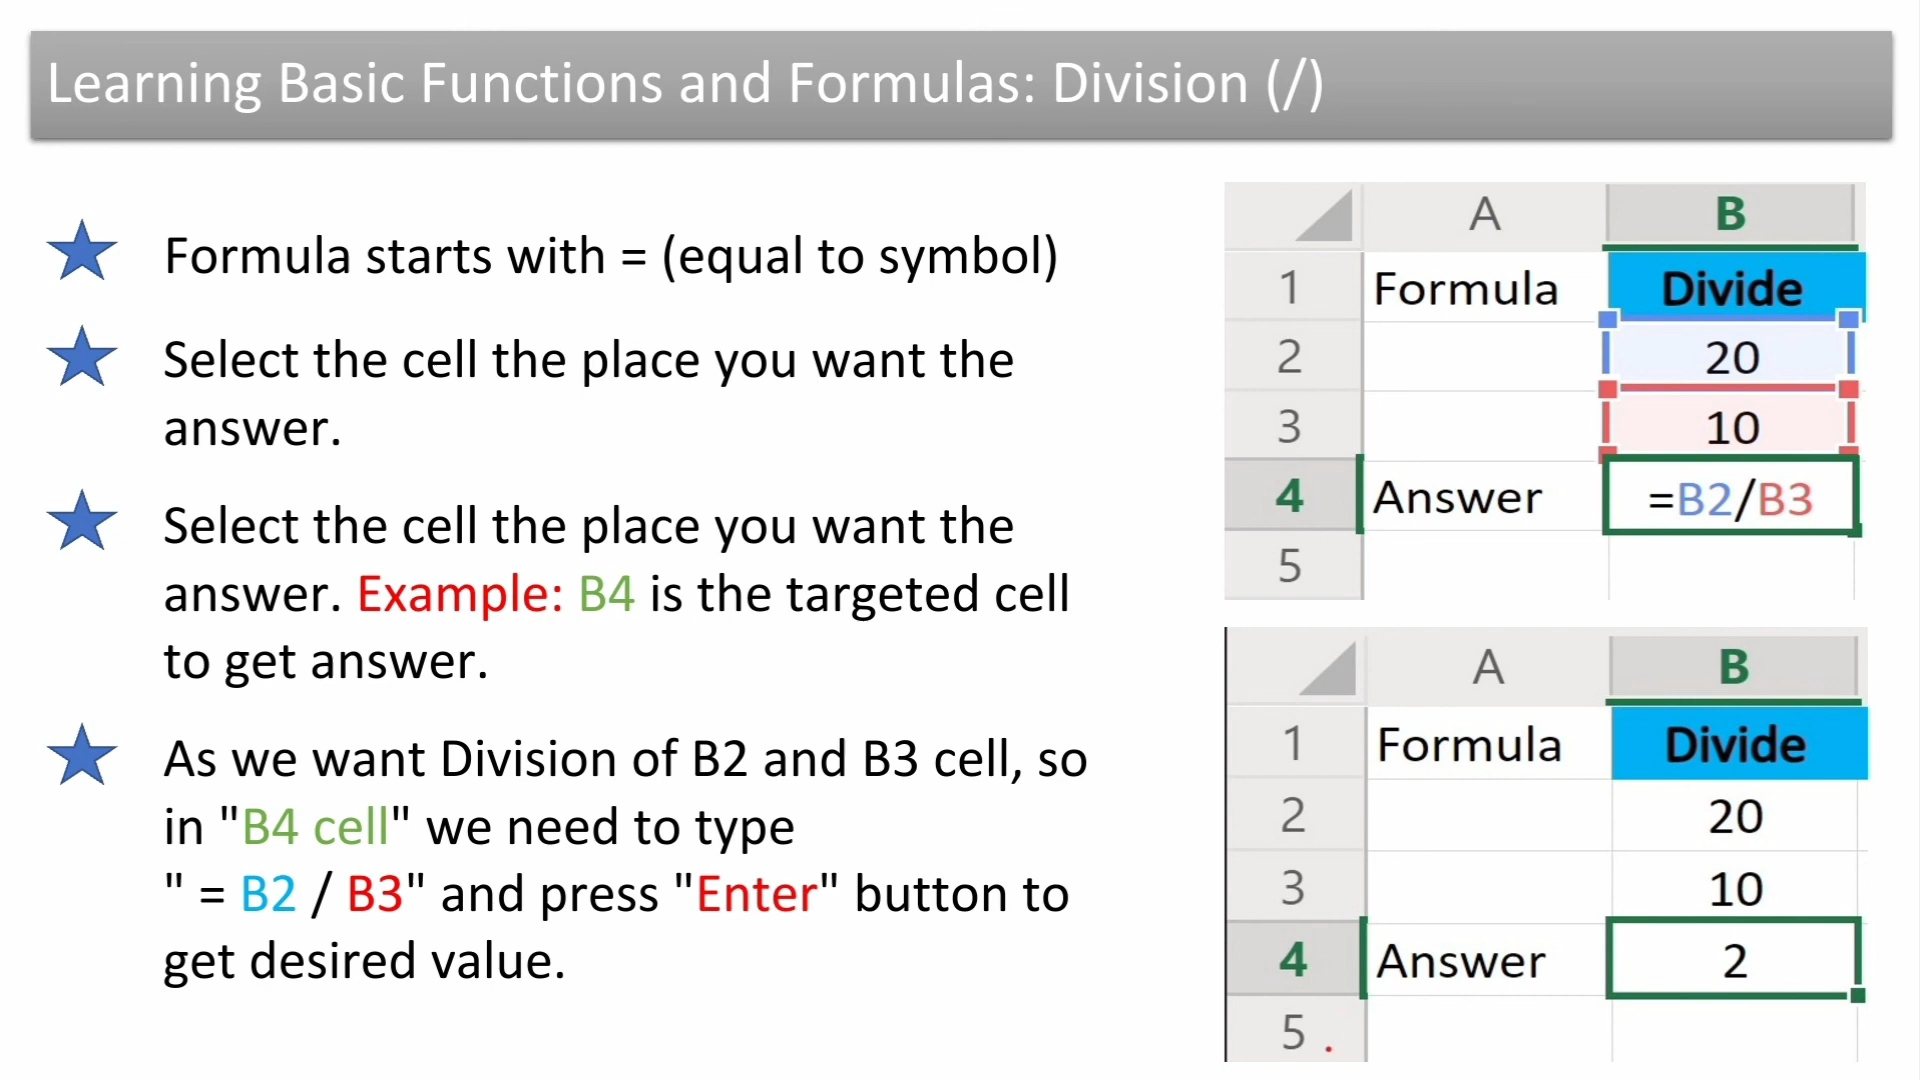 Learning Basic Functions and Formulas: Division (/)
Formula starts with = (equal to symbol)
Select the cell the place you want the
answer.
Select the cell the place you want the
answer. Example: B4 is the targeted cell
to get answer.
As we want Division of B2 and B3 cell, so
in "B4 cell" we need to type
" = B2 / B3" and press "Enter" button to
get desired value.
A B
1 Formula Divide
2 20
3 10
4 Answer =B2/B3
5
A B
1 Formula Divide
2 20
3 10
4 Answer 2
5 .